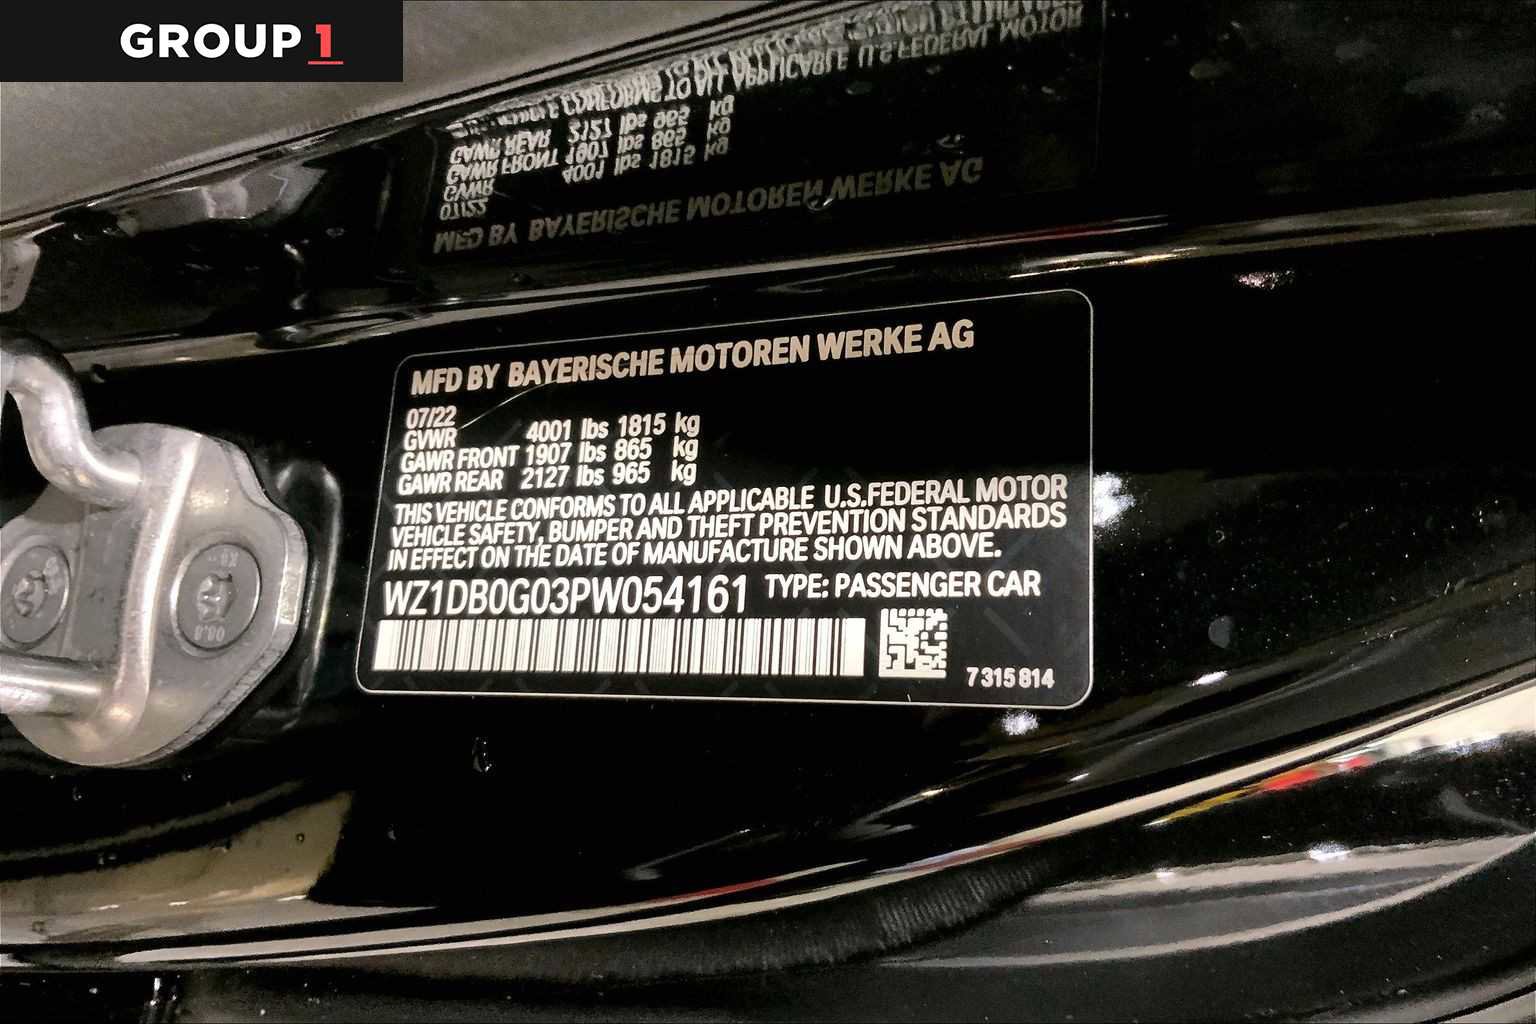 GROUP 1
MFD BY BAYERISCHE MOTOREN WERKE AG
07/22
GVWR 4001 lbs 1815 kg
GAWR FRONT 1907 lbs 865 kg
GAWR REAR 2127 lbs 965 kg
THIS VEHICLE CONFORMS TO ALL APPLICABLE U.S.FEDERAL MOTOR
VEHICLE SAFETY, BUMPER AND THEFT PREVENTION STANDARDS
IN EFFECT ON THE DATE OF MANUFACTURE SHOWN ABOVE.
WZ1DB0G03PW054161 TYPE: PASSENGER CAR
7 315 814